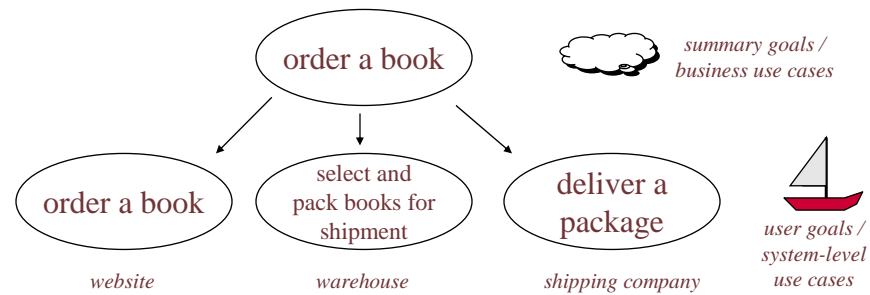 order a book
summary goals /
business use cases
order a book
select and
pack books for
shipment
deliver a
package
user goals /
system-level
use cases
website
warehouse
shipping company